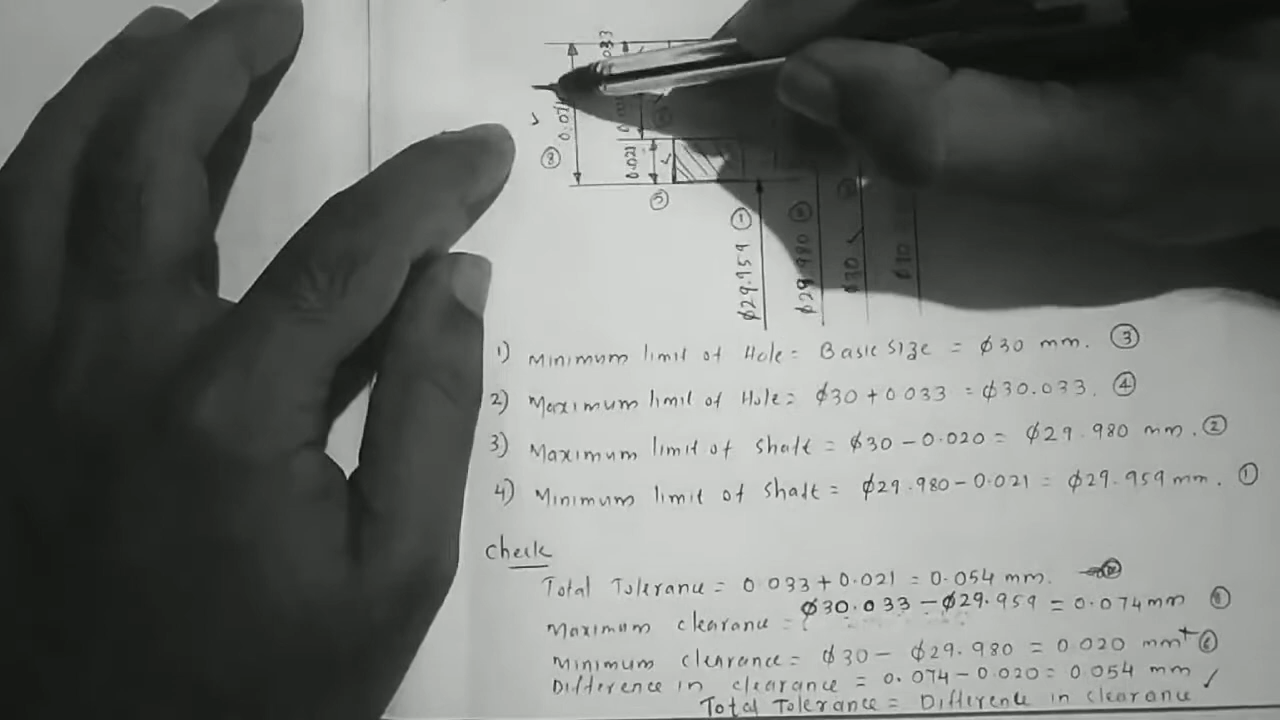 033
0.07
0.021
⑧
⑤
φ29.959 ①
φ29.980 ②
φ30
φ30
1) Minimum limit of Hole = Basic Size = φ30 mm. ③
2) Maximum limit of Hole = φ30 + 0.033 = φ30.033. ④
3) Maximum limit of Shaft = φ30 - 0.020 = φ29.980 mm. ②
4) Minimum limit of Shaft = φ29.980 - 0.021 = φ29.959 mm. ①
Check
Total Tolerance = 0.033 + 0.021 = 0.054 mm.
Maximum clearance = φ30.033 - φ29.959 = 0.074 mm ⑧
Minimum clearance = φ30 - φ29.980 = 0.020 mm ⑥
Difference in clearance = 0.074 - 0.020 = 0.054 mm
Total Tolerance = Difference in clearance ✓